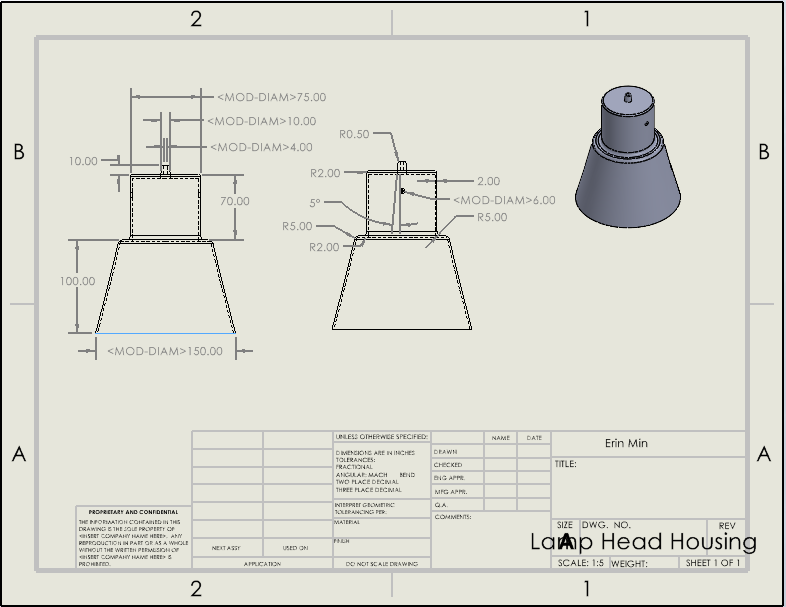 2
1
B
B
<MOD-DIAM>75.00
<MOD-DIAM>10.00
<MOD-DIAM>4.00
10.00
70.00
100.00
<MOD-DIAM>150.00
R0.50
R2.00
2.00
<MOD-DIAM>6.00
5°
R5.00
R5.00
R2.00
A
A
PROPRIETARY AND CONFIDENTIAL
THE INFORMATION CONTAINED IN THIS
DRAWING IS THE SOLE PROPERTY OF
<INSERT COMPANY NAME HERE>. ANY
REPRODUCTION IN PART OR AS A WHOLE
WITHOUT THE WRITTEN PERMISSION OF
<INSERT COMPANY NAME HERE> IS
PROHIBITED.
NEXT ASSY
USED ON
APPLICATION
UNLESS OTHERWISE SPECIFIED:
DIMENSIONS ARE IN INCHES
TOLERANCES:
FRACTIONAL
ANGULAR: MACH BEND
TWO PLACE DECIMAL
THREE PLACE DECIMAL
INTERPRET GEOMETRIC
TOLERANCING PER:
MATERIAL
FINISH
DO NOT SCALE DRAWING
NAME
DATE
DRAWN
CHECKED
ENG APPR.
MFG APPR.
Q.A.
COMMENTS:
Erin Min
TITLE:
SIZE
DWG. NO.
REV
A
Lamp Head Housing
SCALE: 1:5
WEIGHT:
SHEET 1 OF 1
2
1